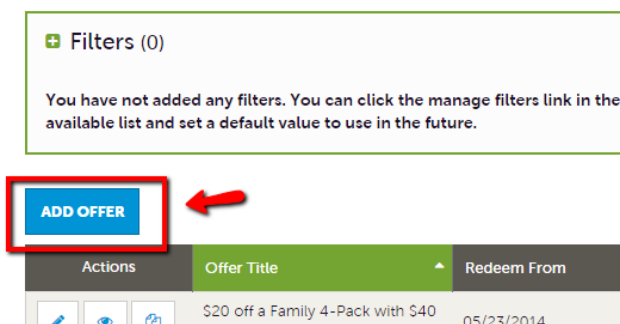 Filters (0)
You have not added any filters. You can click the manage filters link in the
available list and set a default value to use in the future.
ADD OFFER
Actions Offer Title Redeem From
$20 off a Family 4-Pack with $40 05/23/2014